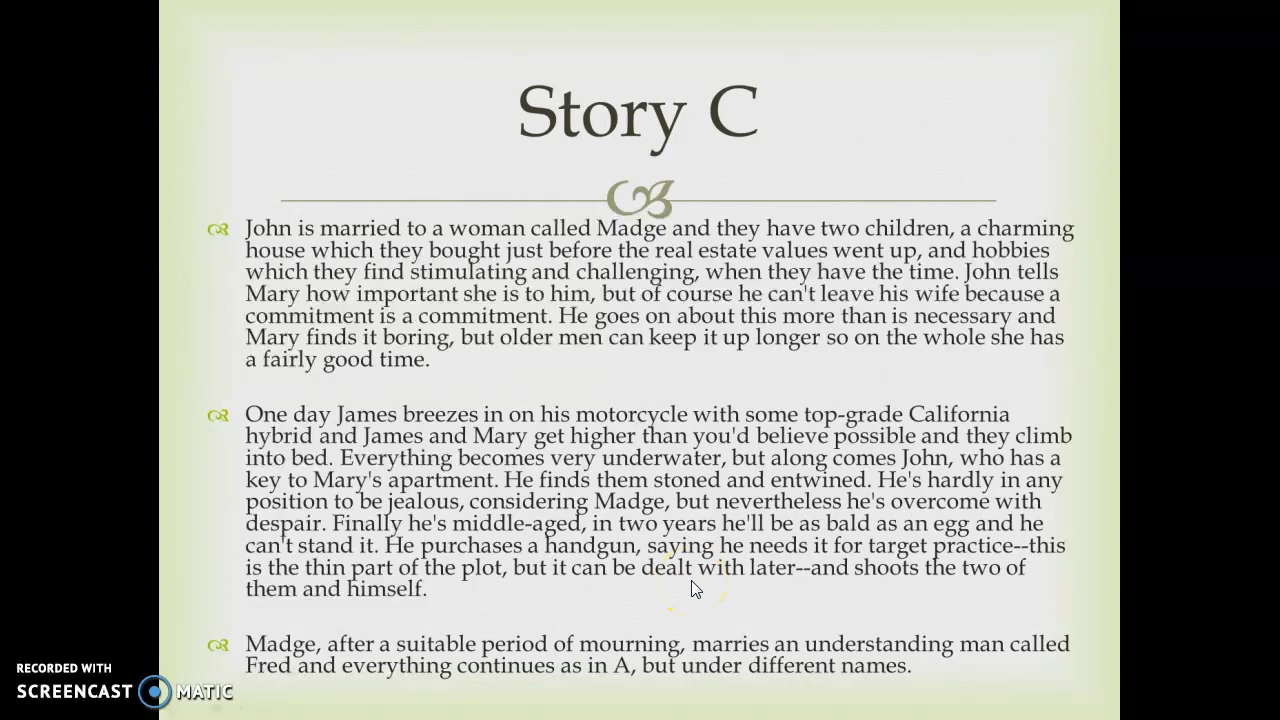 Story C
John is married to a woman called Madge and they have two children, a charming
house which they bought just before the real estate values went up, and hobbies
which they find stimulating and challenging, when they have the time. John tells
Mary how important she is to him, but of course he can't leave his wife because a
commitment is a commitment. He goes on about this more than is necessary and
Mary finds it boring, but older men can keep it up longer so on the whole she has
a fairly good time.
One day James breezes in on his motorcycle with some top-grade California
hybrid and James and Mary get higher than you'd believe possible and they climb
into bed. Everything becomes very underwater, but along comes John, who has a
key to Mary's apartment. He finds them stoned and entwined. He's hardly in any
position to be jealous, considering Madge, but nevertheless he's overcome with
despair. Finally he's middle-aged, in two years he'll be as bald as an egg and he
can't stand it. He purchases a handgun, saying he needs it for target practice--this
is the thin part of the plot, but it can be dealt with later--and shoots the two of
them and himself.
Madge, after a suitable period of mourning, marries an understanding man called
Fred and everything continues as in A, but under different names.
RECORDED WITH
SCREENCAST MATIC